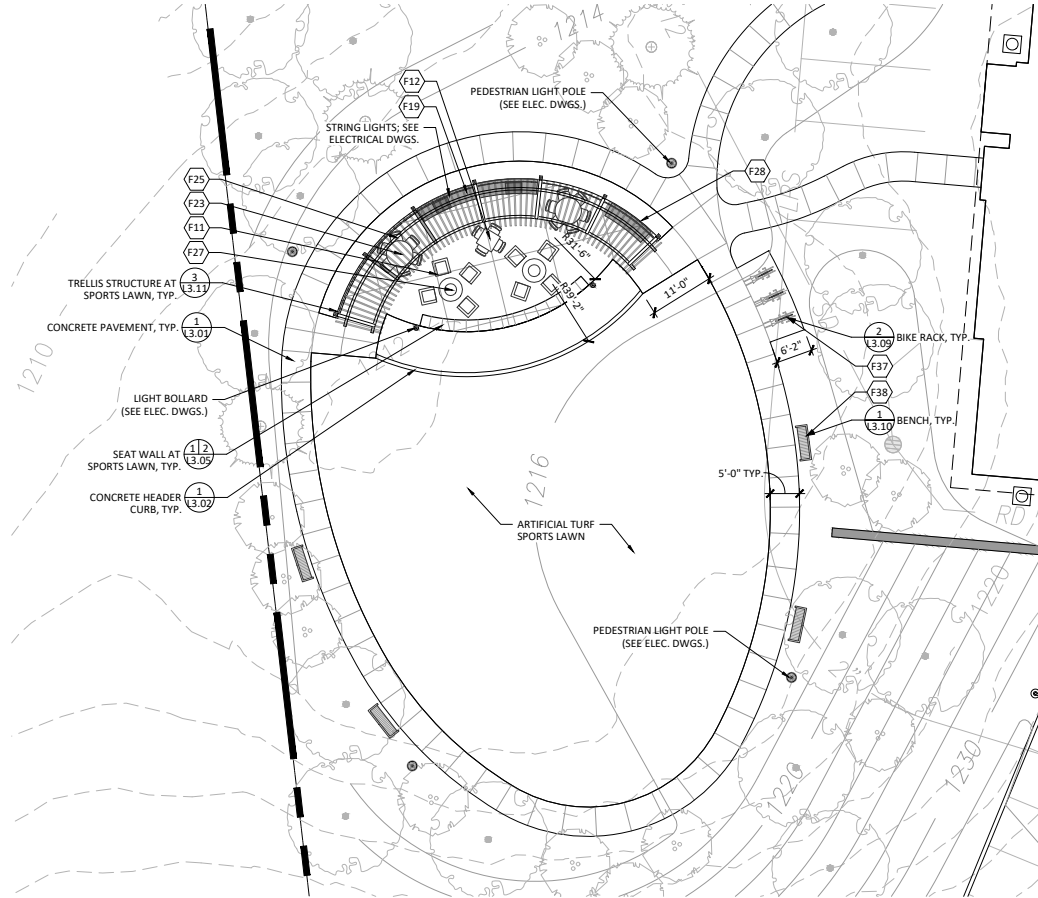 1214
F12
F19
PEDESTRIAN LIGHT POLE
(SEE ELEC. DWGS.)
STRING LIGHTS; SEE
ELECTRICAL DWGS.
F28
F25
F23
F11
F27
R31'-6"
R39'-2"
11'-0"
TRELLIS STRUCTURE AT
SPORTS LAWN, TYP.
3
L3.11
CONCRETE PAVEMENT, TYP.
1
L3.01
1210
1212
2
L3.09
BIKE RACK, TYP.
6'-2"
F37
F38
1
L3.10
BENCH, TYP.
LIGHT BOLLARD
(SEE ELEC. DWGS.)
SEAT WALL AT
SPORTS LAWN, TYP.
1 2
L3.05
CONCRETE HEADER
CURB, TYP.
1
L3.02
1216
5'-0" TYP.
ARTIFICIAL TURF
SPORTS LAWN
RD
1220
PEDESTRIAN LIGHT POLE
(SEE ELEC. DWGS.)
1220
1230